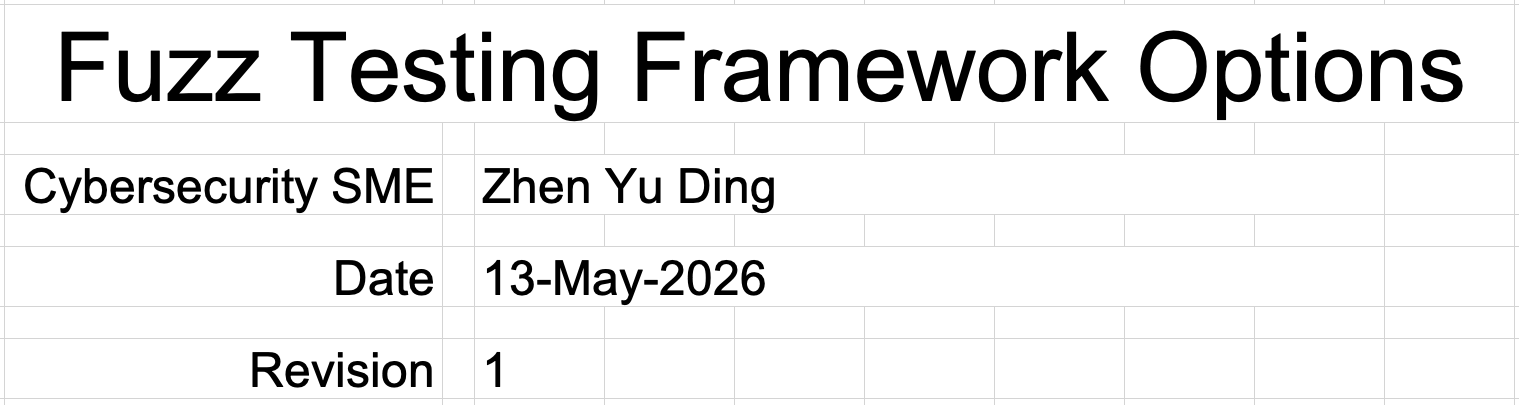 Fuzz Testing Framework Options
Cybersecurity SME Zhen Yu Ding
Date 13-May-2026
Revision 1